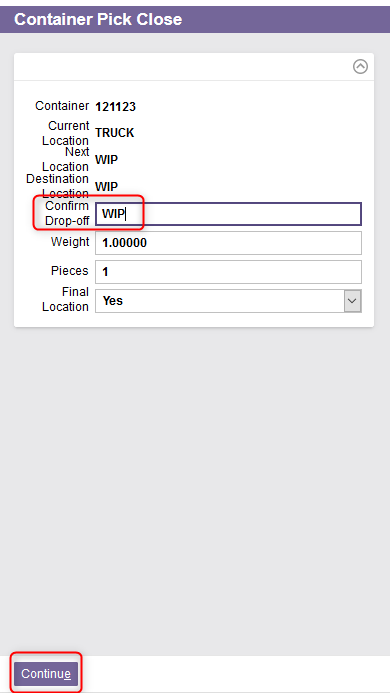 Container Pick Close
Container 121123
Current Location TRUCK
Next Location WIP
Destination Location WIP
Confirm Drop-off WIP
Weight 1.00000
Pieces 1
Final Location Yes
Continue